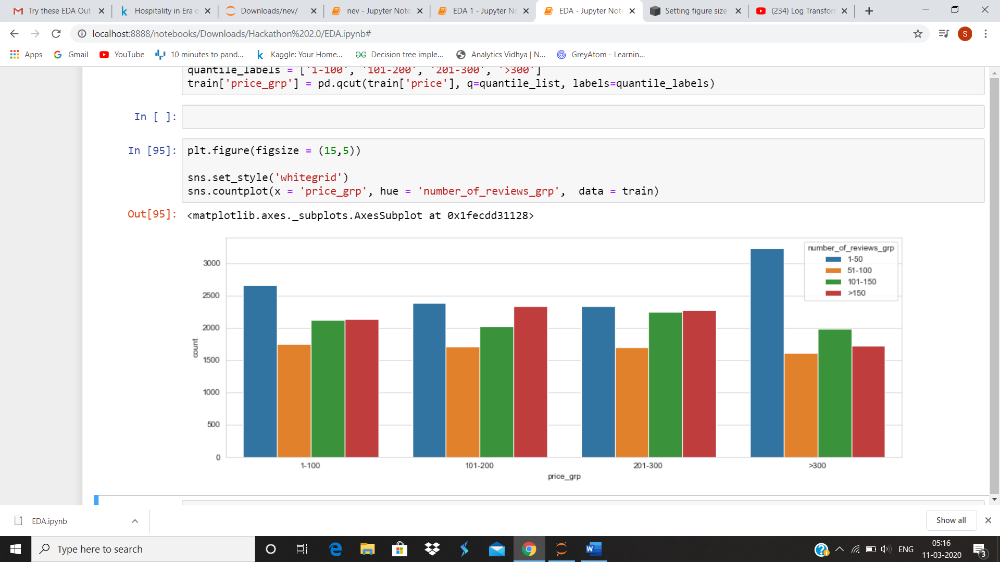 Try these EDA Out
Hospitality in Era o
Downloads/nev/
nev - Jupyter Note
EDA 1 - Jupyter No
EDA - Jupyter Note
Setting figure size
(234) Log Transform
localhost:8888/notebooks/Downloads/Hackathon%202.0/EDA.ipynb#
S
Apps
Gmail
YouTube
10 minutes to pand...
Kaggle: Your Home...
Decision tree imple...
Analytics Vidhya | N...
GreyAtom - Learnin...
quantile_labels = ['1-100', '101-200', '201-300', '>300']
train['price_grp'] = pd.qcut(train['price'], q=quantile_list, labels=quantile_labels)
In [ ]:
In [95]:
plt.figure(figsize = (15,5))
sns.set_style('whitegrid')
sns.countplot(x = 'price_grp', hue = 'number_of_reviews_grp',  data = train)
Out[95]:
<matplotlib.axes._subplots.AxesSubplot at 0x1fecdd31128>
number_of_reviews_grp
1-50
51-100
101-150
>150
3000
2500
2000
1500
1000
500
0
count
1-100
101-200
201-300
>300
price_grp
EDA.ipynb
Show all
Type here to search
ENG
05:16
11-03-2020
3